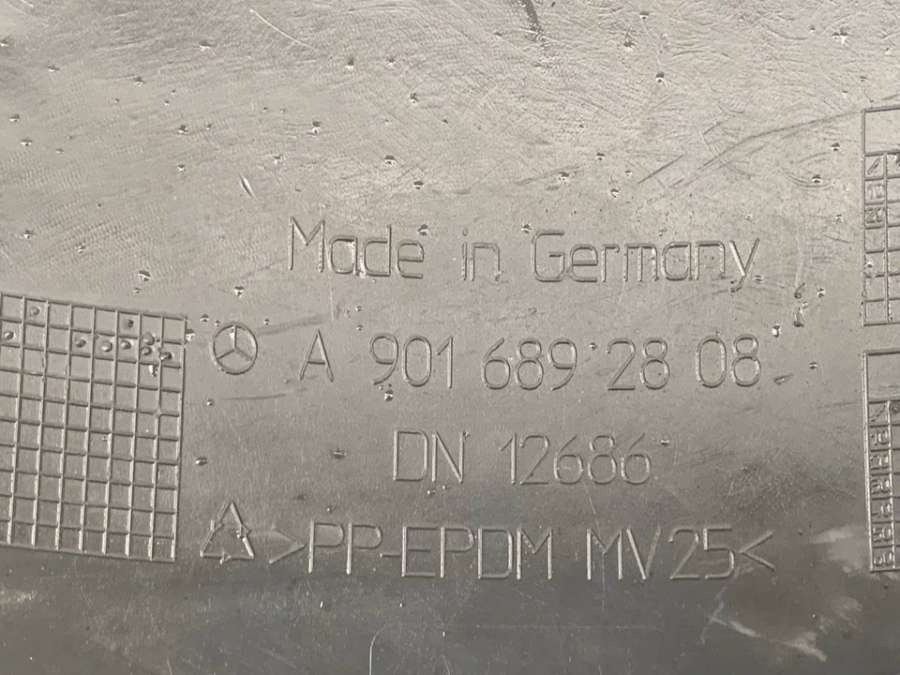 Made in Germany
A 901 689 28 08
DN 12686
>PP-EPDM MV25<